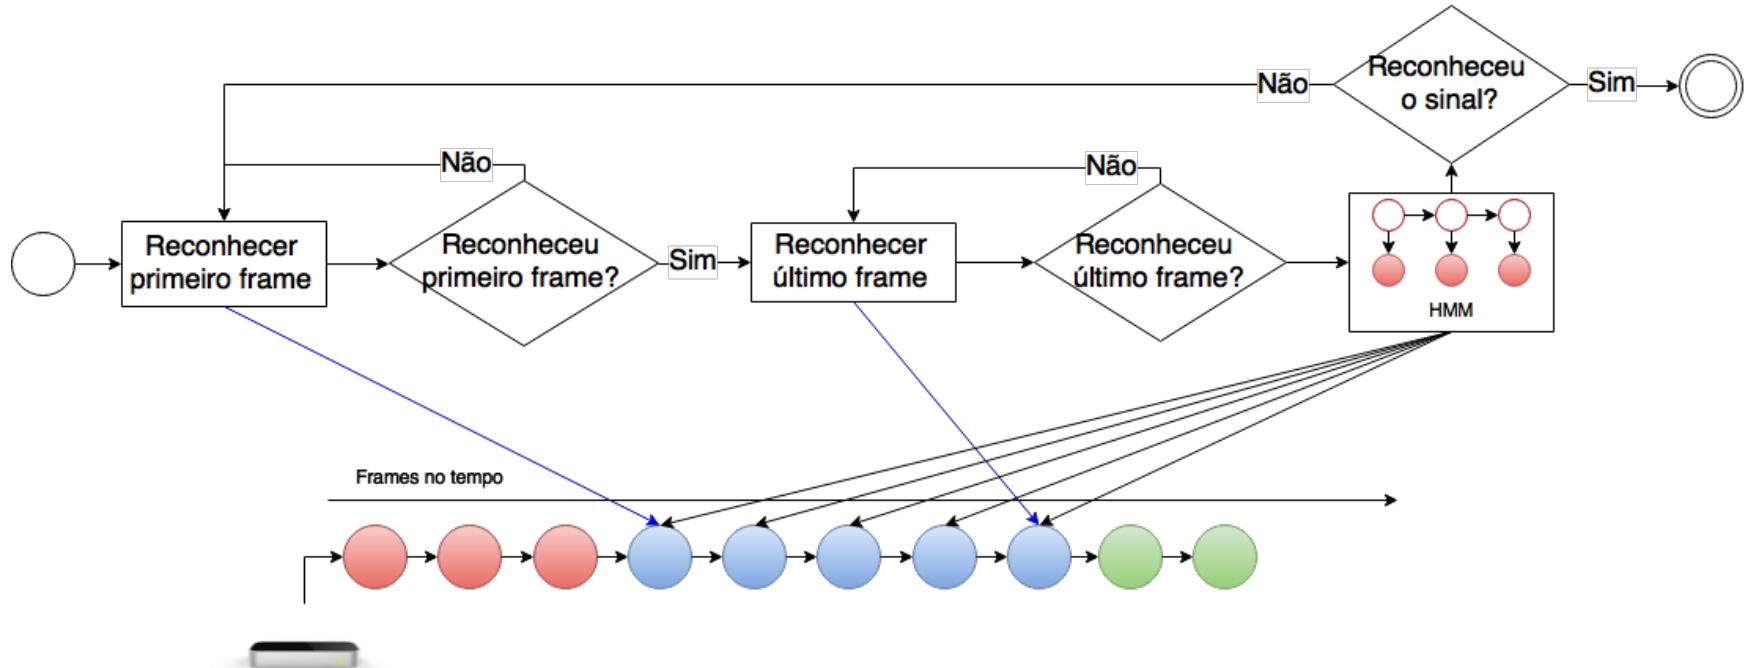 Reconheceu
o sinal?
Não
Sim
Não
Não
Reconhecer
primeiro frame
Reconheceu
primeiro frame?
Sim
Reconhecer
último frame
Reconheceu
último frame?
HMM
Frames no tempo